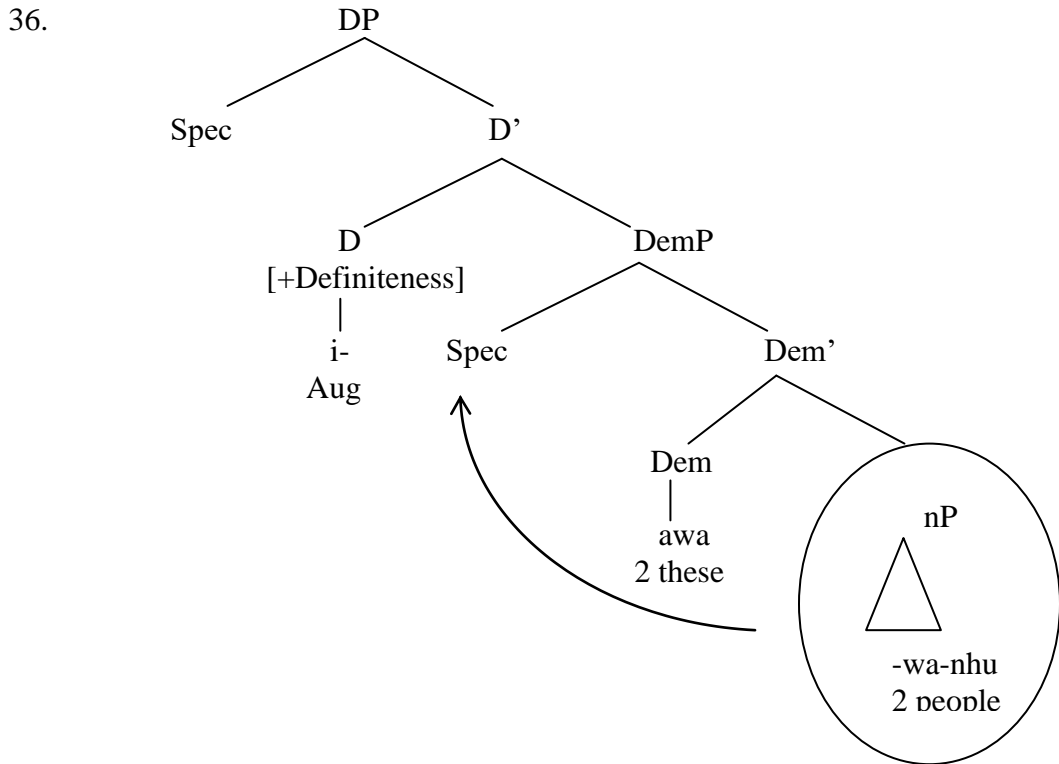 36.
DP
Spec D’
D DemP
[+Definiteness]
i- Spec Dem’
Aug
Dem
nP
awa
2 these
-wa-nhu
2 people